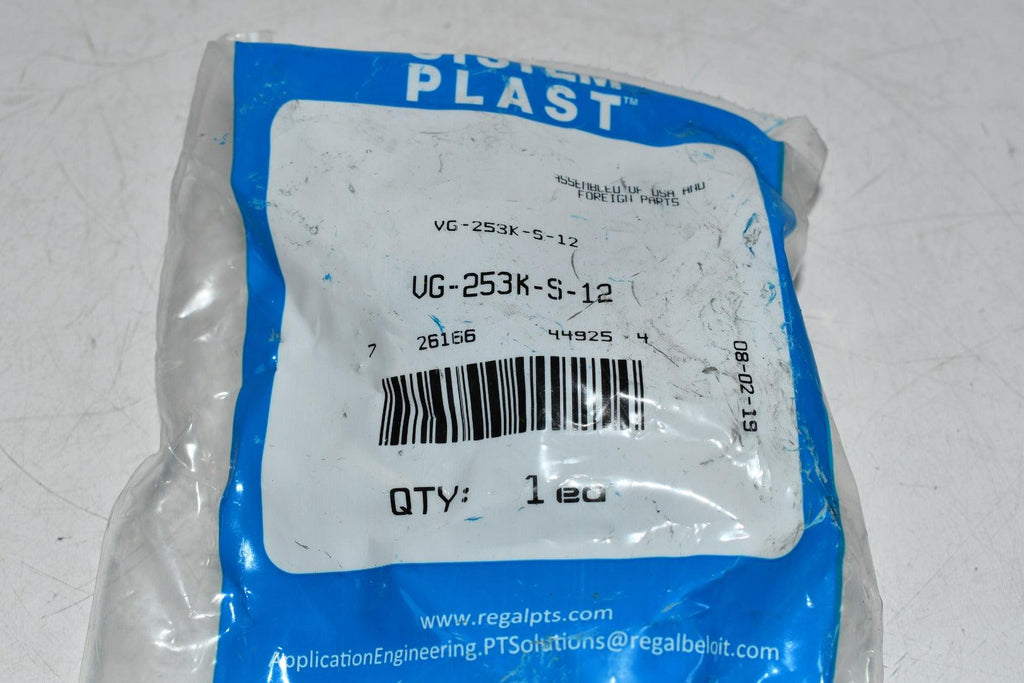 SYSTEM
PLAST™
ASSEMBLED OF USA AND
FOREIGN PARTS
VG-253K-S-12
VG-253K-S-12
7 26166 44925 4
08-02-19
QTY: 1 ea
www.regalpts.com
ApplicationEngineering.PTSolutions@regalbeloit.com